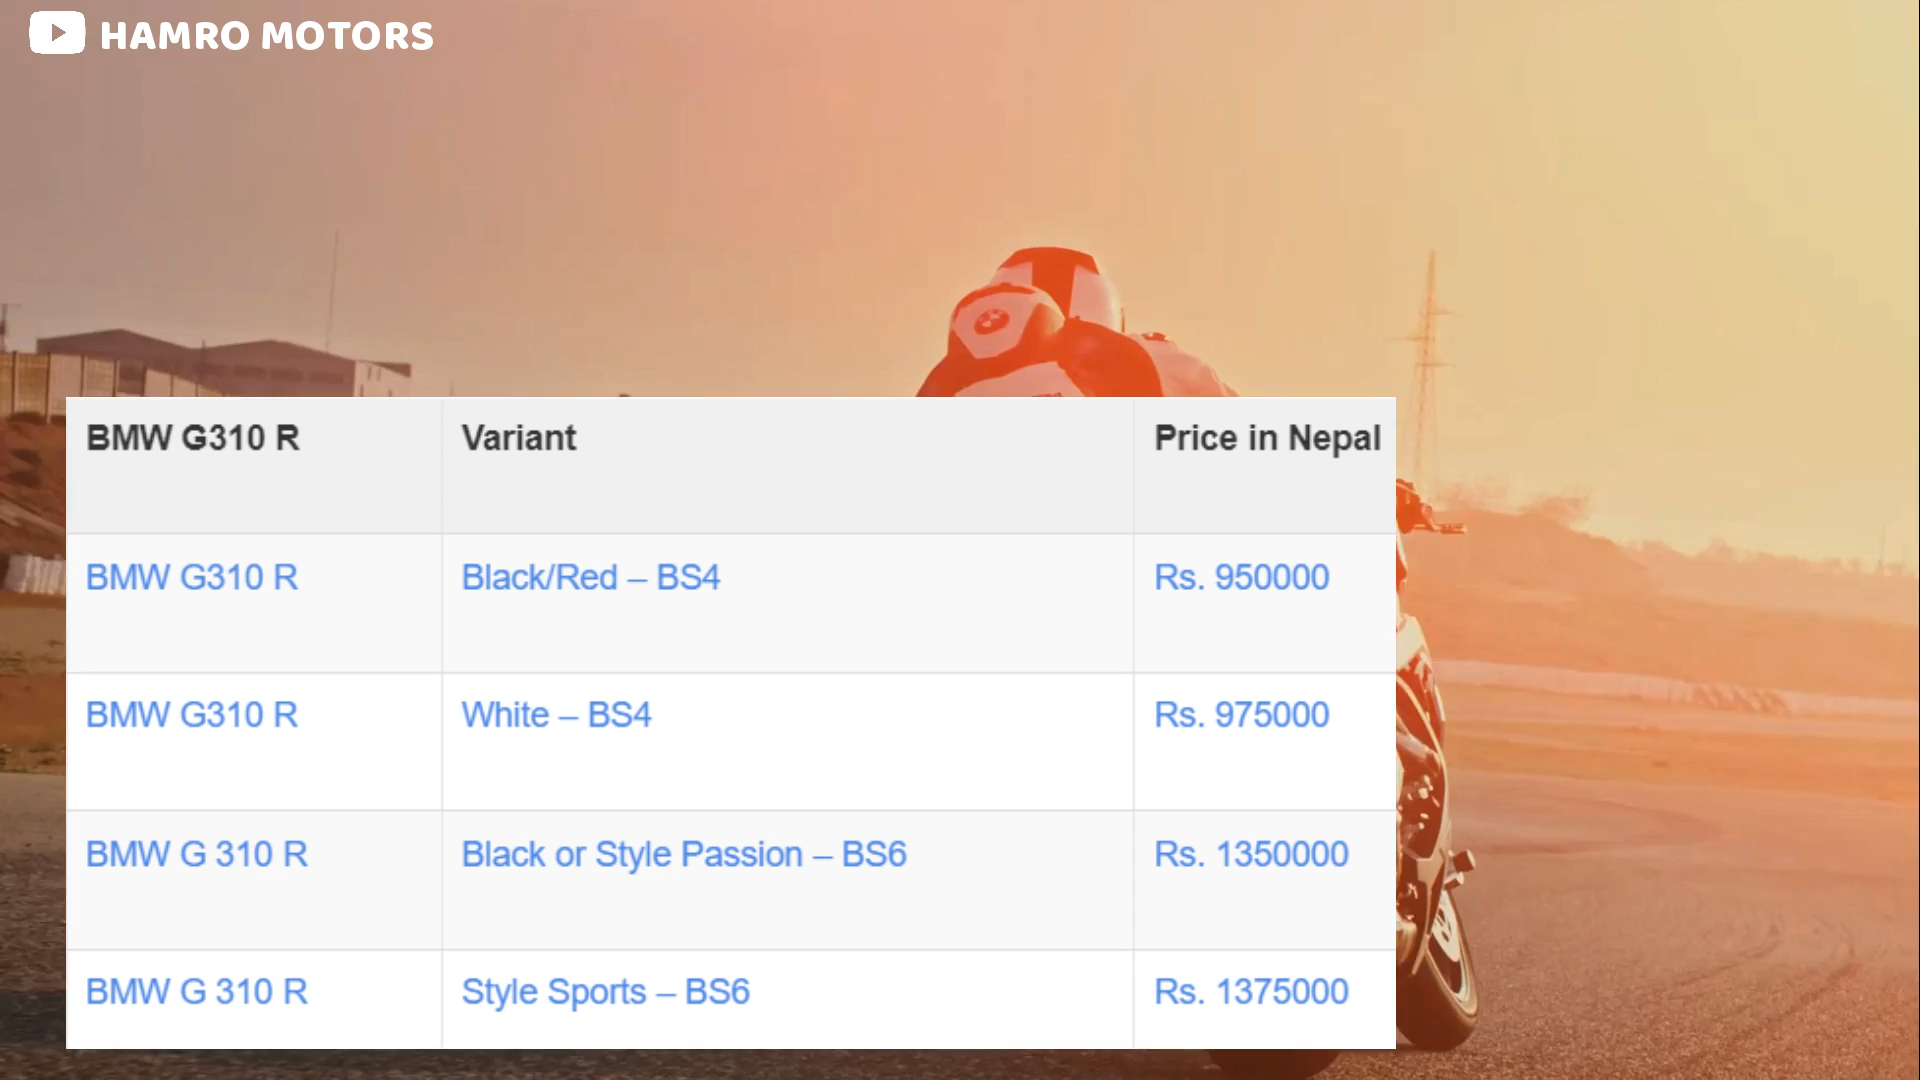 HAMRO MOTORS
BMW G310 R Variant Price in Nepal
BMW G310 R Black/Red – BS4 Rs. 950000
BMW G310 R White – BS4 Rs. 975000
BMW G 310 R Black or Style Passion – BS6 Rs. 1350000
BMW G 310 R Style Sports – BS6 Rs. 1375000